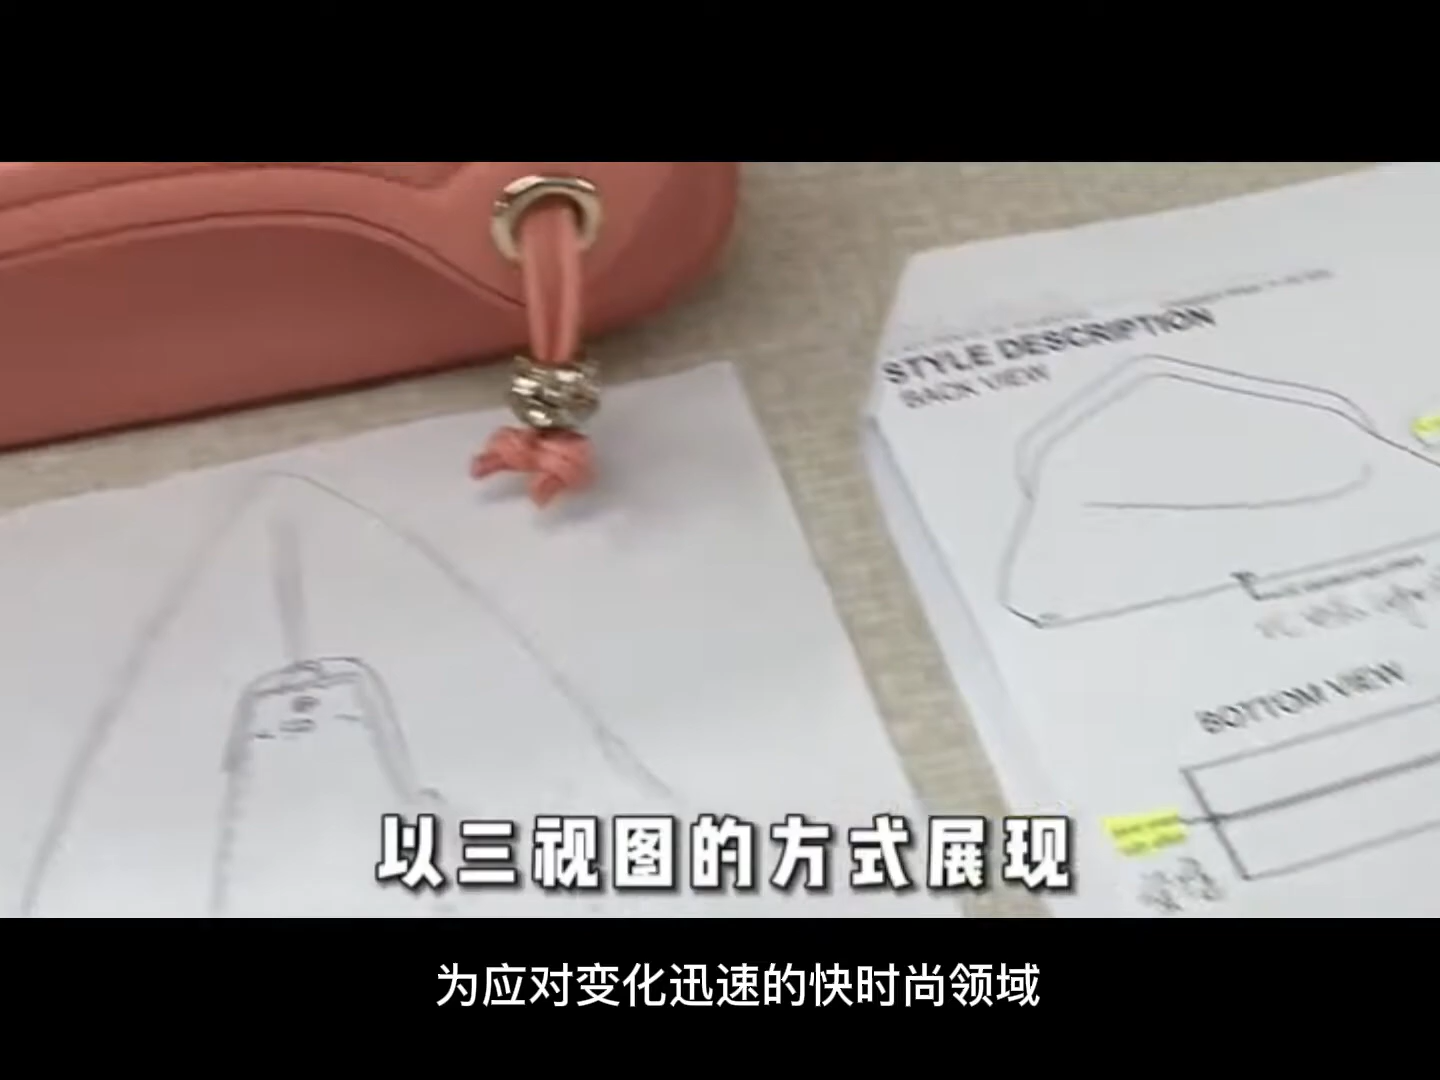 STYLE DESCRIPTION
BACK VIEW
BOTTOM VIEW
以三视图的方式展现
为应对变化迅速的快时尚领域